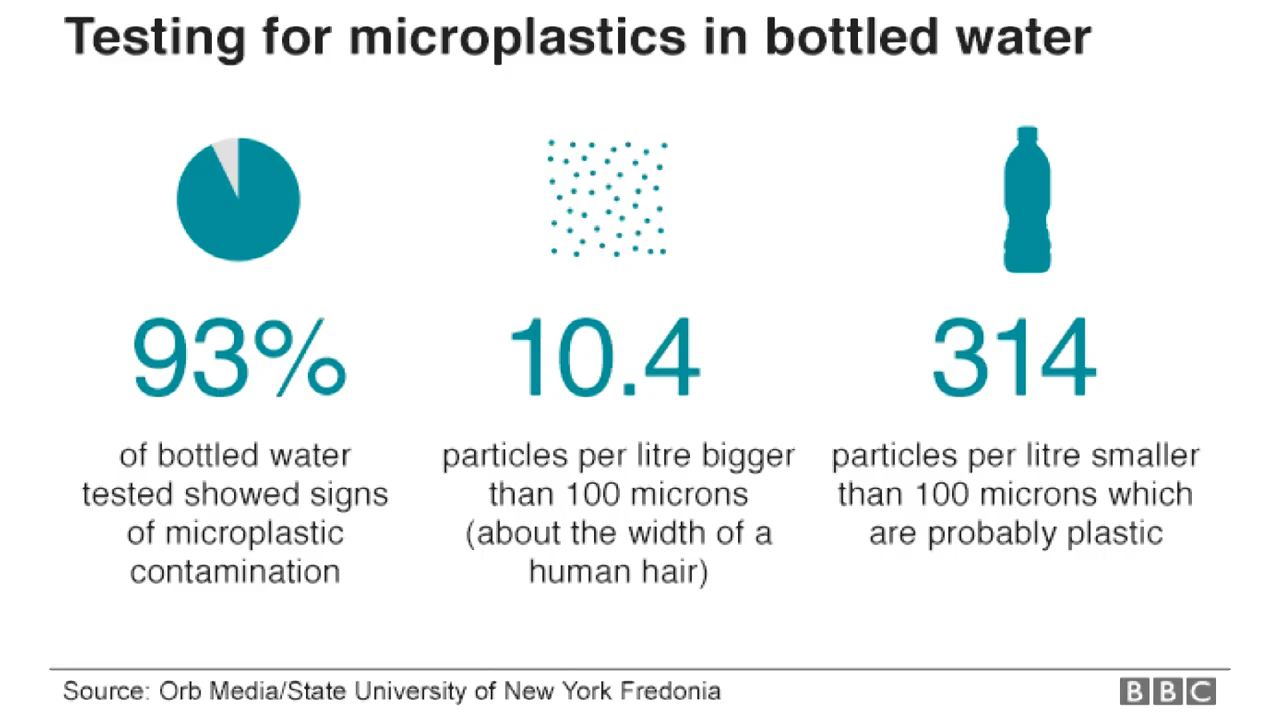 Testing for microplastics in bottled water
93%
of bottled water
tested showed signs
of microplastic
contamination
10.4
particles per litre bigger
than 100 microns
(about the width of a
human hair)
314
particles per litre smaller
than 100 microns which
are probably plastic
Source: Orb Media/State University of New York Fredonia
BBC